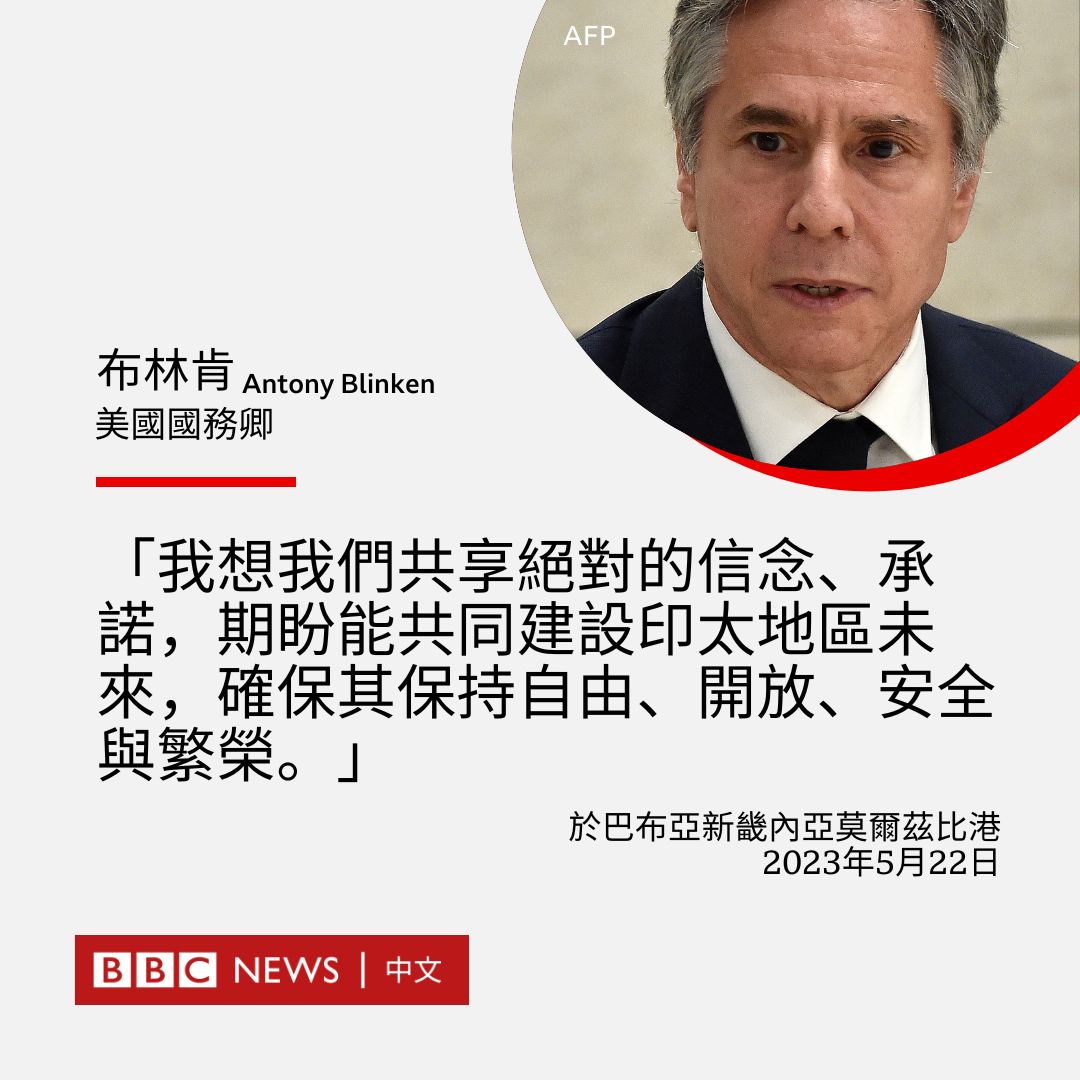 AFP
布林肯 Antony Blinken
美國國務卿
「我想我們共享絕對的信念、承
諾，期盼能共同建設印太地區未
來，確保其保持自由、開放、安全
與繁榮。」
於巴布亞新畿內亞莫爾茲比港
2023年5月22日
BBC NEWS | 中文